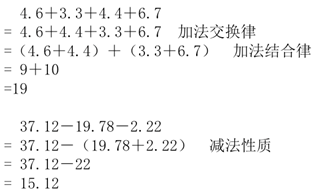 4.6+3.3+4.4+6.7
= 4.6+4.4+3.3+6.7 加法交换律
=(4.6+4.4)+(3.3+6.7) 加法结合律
= 9+10
=19
37.12-19.78-2.22
= 37.12-(19.78+2.22) 减法性质
= 37.12-22
= 15.12